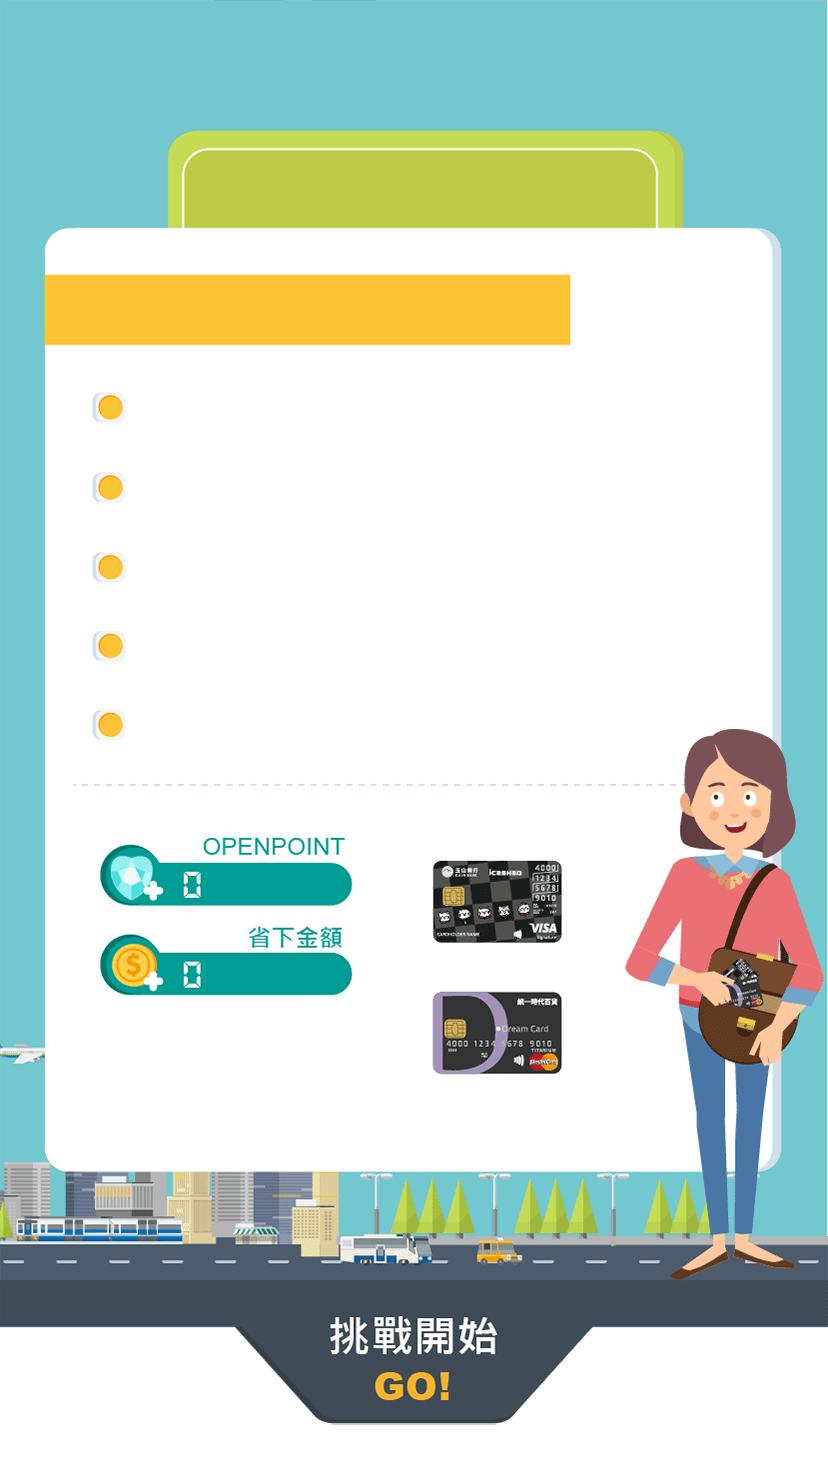 OPENPOINT
0
省下金額
0
玉山銀行
icash2.0
4000
1234
5678
9010
CARDHOLDER NAME
VISA
Signature
統一時代百貨
Dream Card
4000 1234 5678 9010
TITANIUM
MasterCard
挑戰開始
GO!